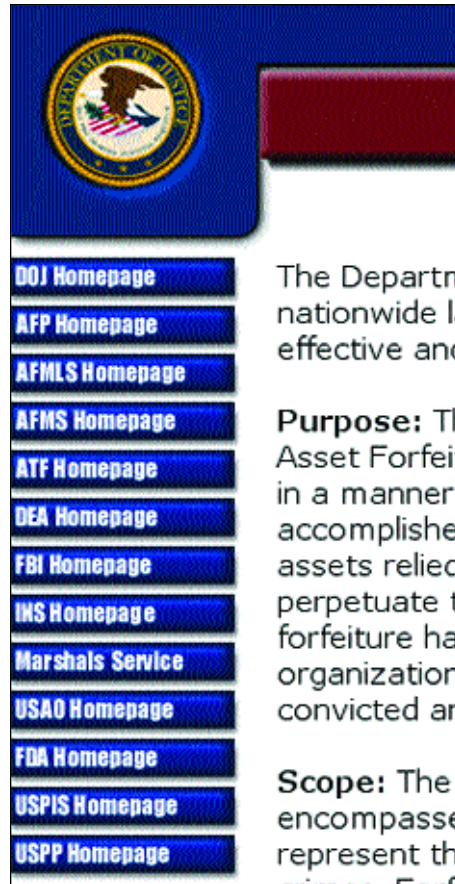 DEPARTMENT OF JUSTICE
DOJ Homepage
AFP Homepage
AFMLS Homepage
AFMS Homepage
ATF Homepage
DEA Homepage
FBI Homepage
INS Homepage
Marshals Service
USAO Homepage
FDA Homepage
USPIS Homepage
USPP Homepage
The Departm
nationwide l
effective and
Purpose: Th
Asset Forfei
in a manner
accomplishe
assets relied
perpetuate t
forfeiture ha
organization
convicted an
Scope: The
encompasse
represent th